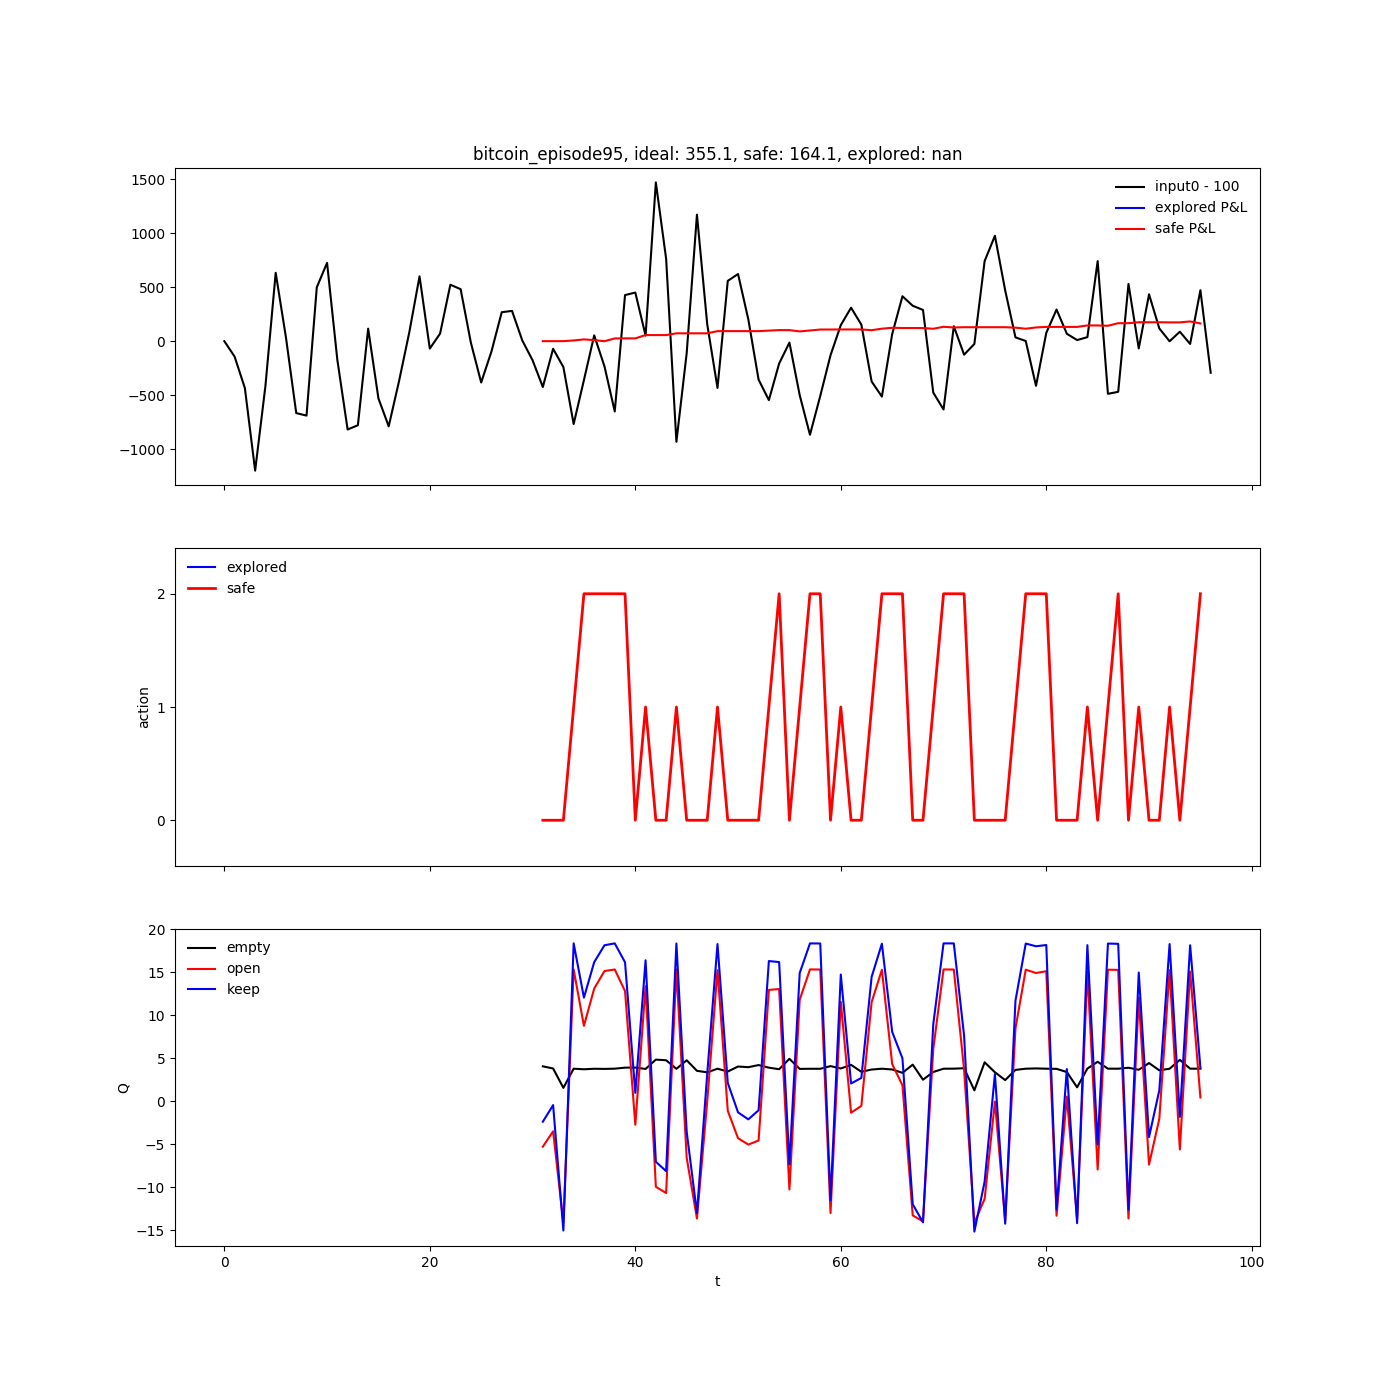 bitcoin_episode95, ideal: 355.1, safe: 164.1, explored: nan
1500
1000
500
0
−500
−1000
input0 - 100
explored P&L
safe P&L
2
1
0
action
explored
safe
20
15
10
5
0
−5
−10
−15
Q
empty
open
keep
0 20 40 60 80 100
t